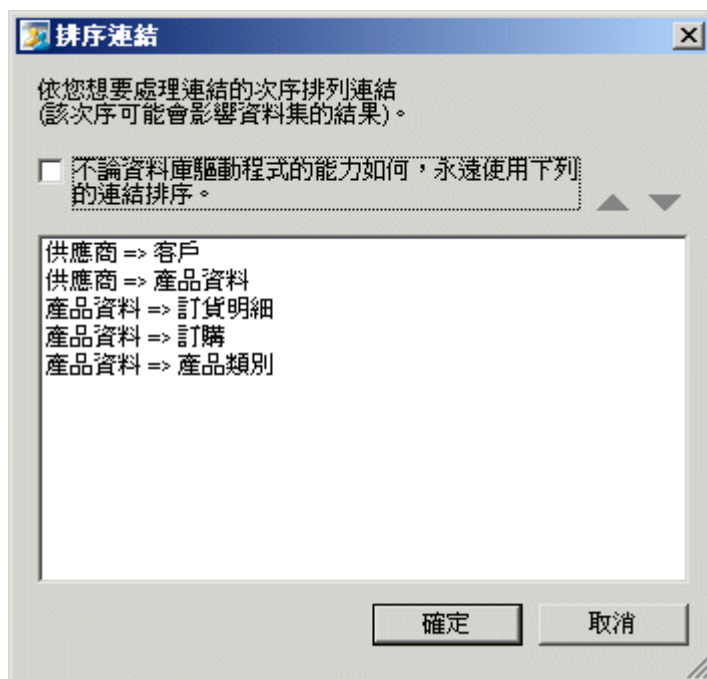 排序連結
依您想要處理連結的次序排列連結
(該次序可能會影響資料集的結果)。
不論資料庫驅動程式的能力如何，永遠使用下列
的連結排序。
供應商 => 客戶
供應商 => 產品資料
產品資料 => 訂貨明細
產品資料 => 訂購
產品資料 => 產品類別
確定
取消